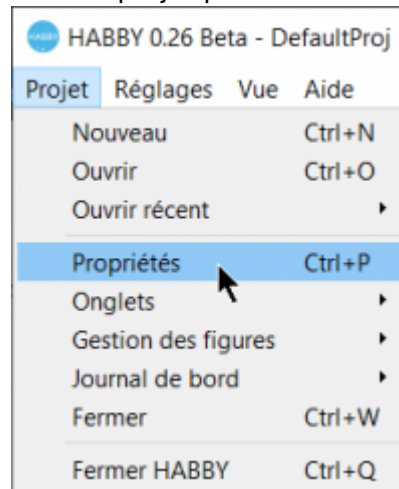 HABBY
HABBY 0.26 Beta - DefaultProj
Projet Réglages Vue Aide
Nouveau Ctrl+N
Ouvrir Ctrl+O
Ouvrir récent
Propriétés Ctrl+P
Onglets
Gestion des figures
Journal de bord
Fermer Ctrl+W
Fermer HABBY Ctrl+Q